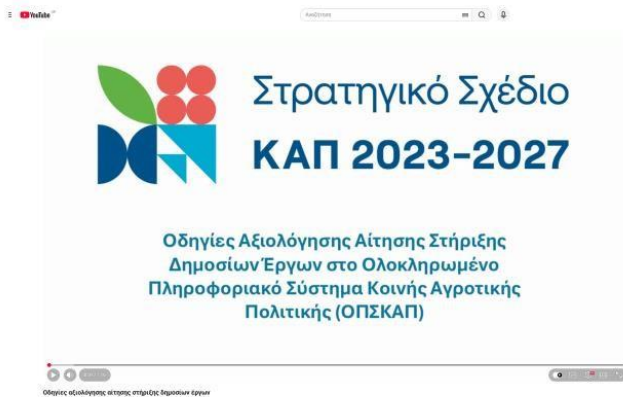 YouTube
Αναζήτηση
Στρατηγικό Σχέδιο
ΚΑΠ 2023-2027
Οδηγίες Αξιολόγησης Αίτησης Στήριξης
Δημοσίων Έργων στο Ολοκληρωμένο
Πληροφοριακό Σύστημα Κοινής Αγροτικής
Πολιτικής (ΟΠΣΚΑΠ)
Οδηγίες αξιολόγησης αίτησης στήριξης δημοσίων έργων